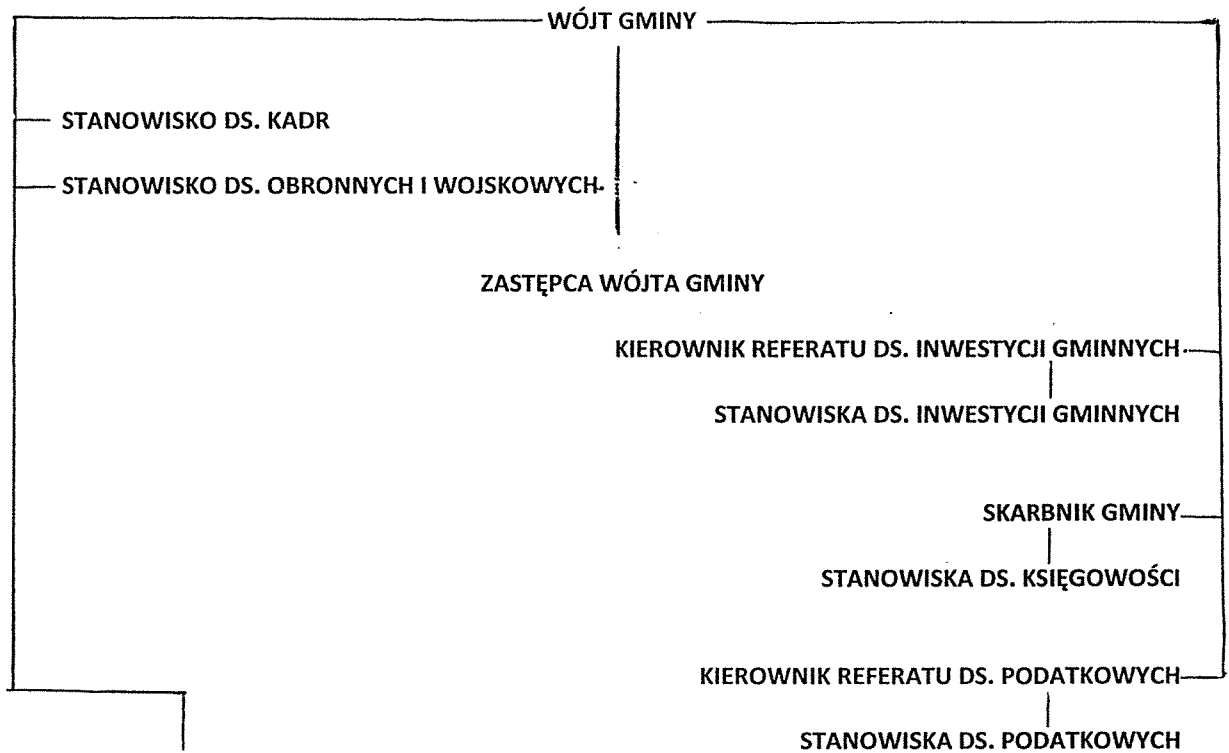 WÓJT GMINY
STANOWISKO DS. KADR
STANOWISKO DS. OBRONNYCH I WOJSKOWYCH
ZASTĘPCA WÓJTA GMINY
KIEROWNIK REFERATU DS. INWESTYCJI GMINNYCH
STANOWISKA DS. INWESTYCJI GMINNYCH
SKARBNIK GMINY
STANOWISKA DS. KSIĘGOWOŚCI
KIEROWNIK REFERATU DS. PODATKOWYCH
STANOWISKA DS. PODATKOWYCH